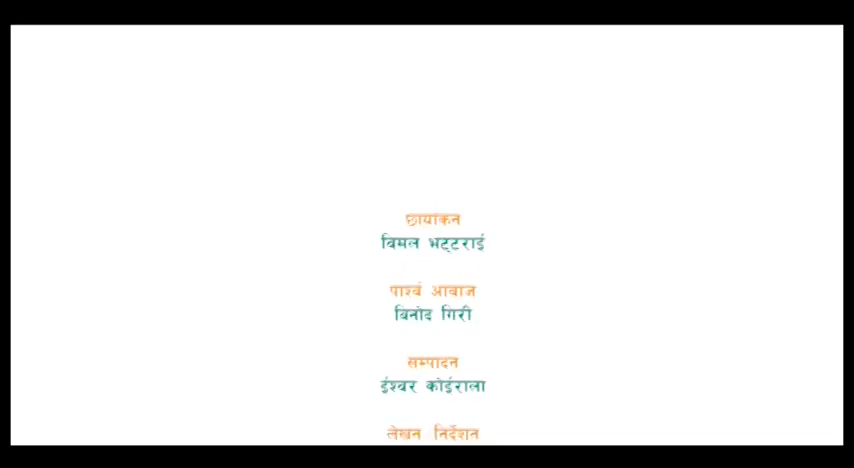 छायांकन
बिमल भट्टराई
पार्श्व आवाज
बिनोद गिरी
सम्पादन
ईश्वर कोईराला
लेखन निर्देशन